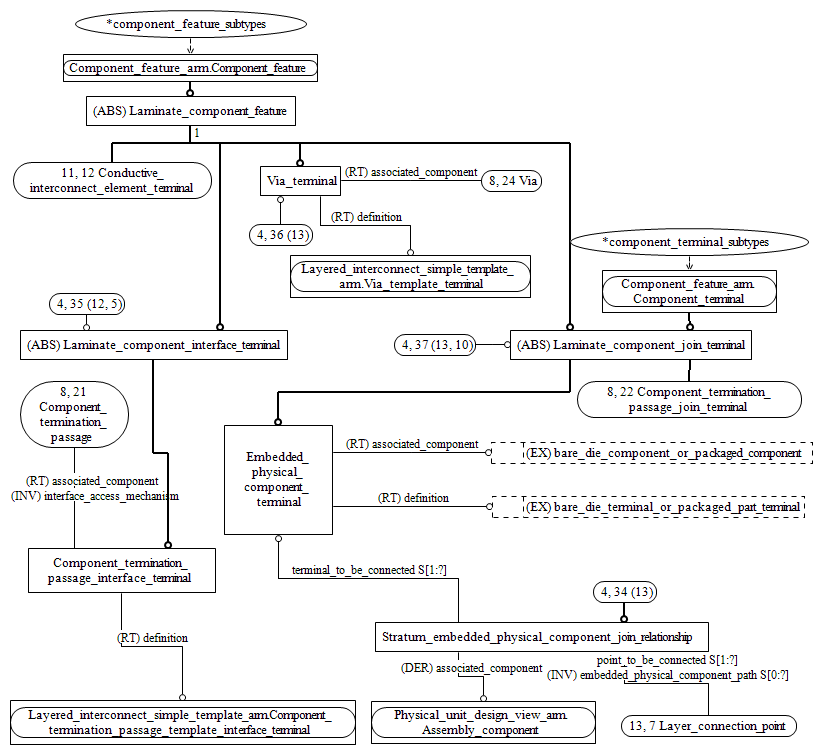 *component_feature_subtypes
Component_feature_arm.Component_feature
(ABS) Laminate_component_feature
1
11, 12 Conductive_
interconnect_element_terminal
Via_terminal
(RT) associated_component
8, 24 Via
4, 36 (13)
(RT) definition
*component_terminal_subtypes
Layered_interconnect_simple_template_
arm.Via_template_terminal
Component_feature_arm.
Component_terminal
4, 35 (12, 5)
(ABS) Laminate_component_interface_terminal
4, 37 (13, 10)
(ABS) Laminate_component_join_terminal
8, 21
Component_
termination_
passage
8, 22 Component_termination_
passage_join_terminal
Embedded_
physical_
component_
terminal
(RT) associated_component
(EX) bare_die_component_or_packaged_component
(RT) associated_component
(INV) interface_access_mechanism
(RT) definition
(EX) bare_die_terminal_or_packaged_part_terminal
Component_termination_
passage_interface_terminal
terminal_to_be_connected S[1:?]
4, 34 (13)
(RT) definition
Stratum_embedded_physical_component_join_relationship
(DER) associated_component
point_to_be_connected S[1:?]
(INV) embedded_physical_component_path S[0:?]
Layered_interconnect_simple_template_arm.Component_
termination_passage_template_interface_terminal
Physical_unit_design_view_arm.
Assembly_component
13, 7 Layer_connection_point